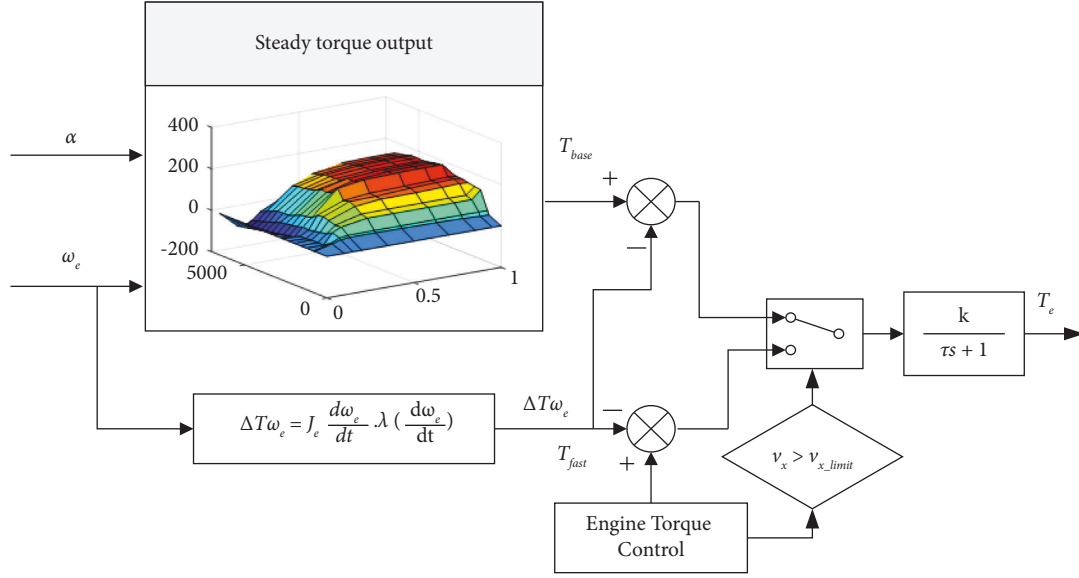 Steady torque output
α
ω_e
400
200
0
-200
5000
0
0
0.5
1
T_base
+
−
ΔTω_e = J_e dω_e/dt .λ (dω_e/dt)
ΔTω_e
T_fast
−
+
Engine Torque
Control
v_x > v_x_limit
k
τs + 1
T_e